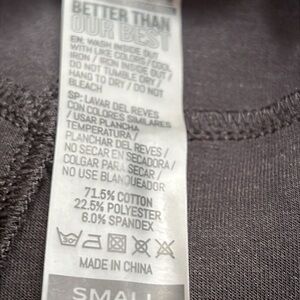 BETTER THAN
OUR BEST
EN: WASH INSIDE OUT
WITH LIKE COLORS / COOL
IRON / IRON INSIDE OUT /
DO NOT TUMBLE DRY /
HANG TO DRY / DO NOT
BLEACH
SP: LAVAR DEL REVES
CON COLORES SIMILARES
/ USAR PLANCHA
TEMPERATURA /
PLANCHAR DEL REVES /
NO SECAR EN SECADORA /
COLGAR PARA SECAR /
NO USE BLANQUEADOR
71.5% COTTON
22.5% POLYESTER
6.0% SPANDEX
MADE IN CHINA
SMALL